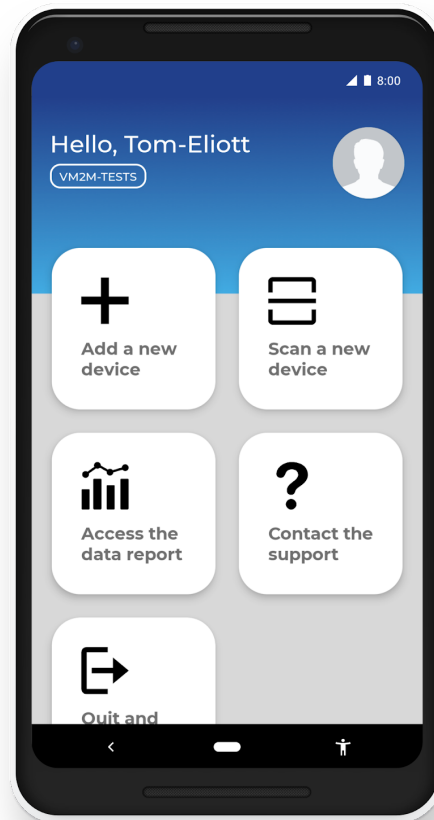 8:00
Hello, Tom-Eliott
VM2M-TESTS
Add a new
device
Scan a new
device
Access the
data report
Contact the
support
Quit and